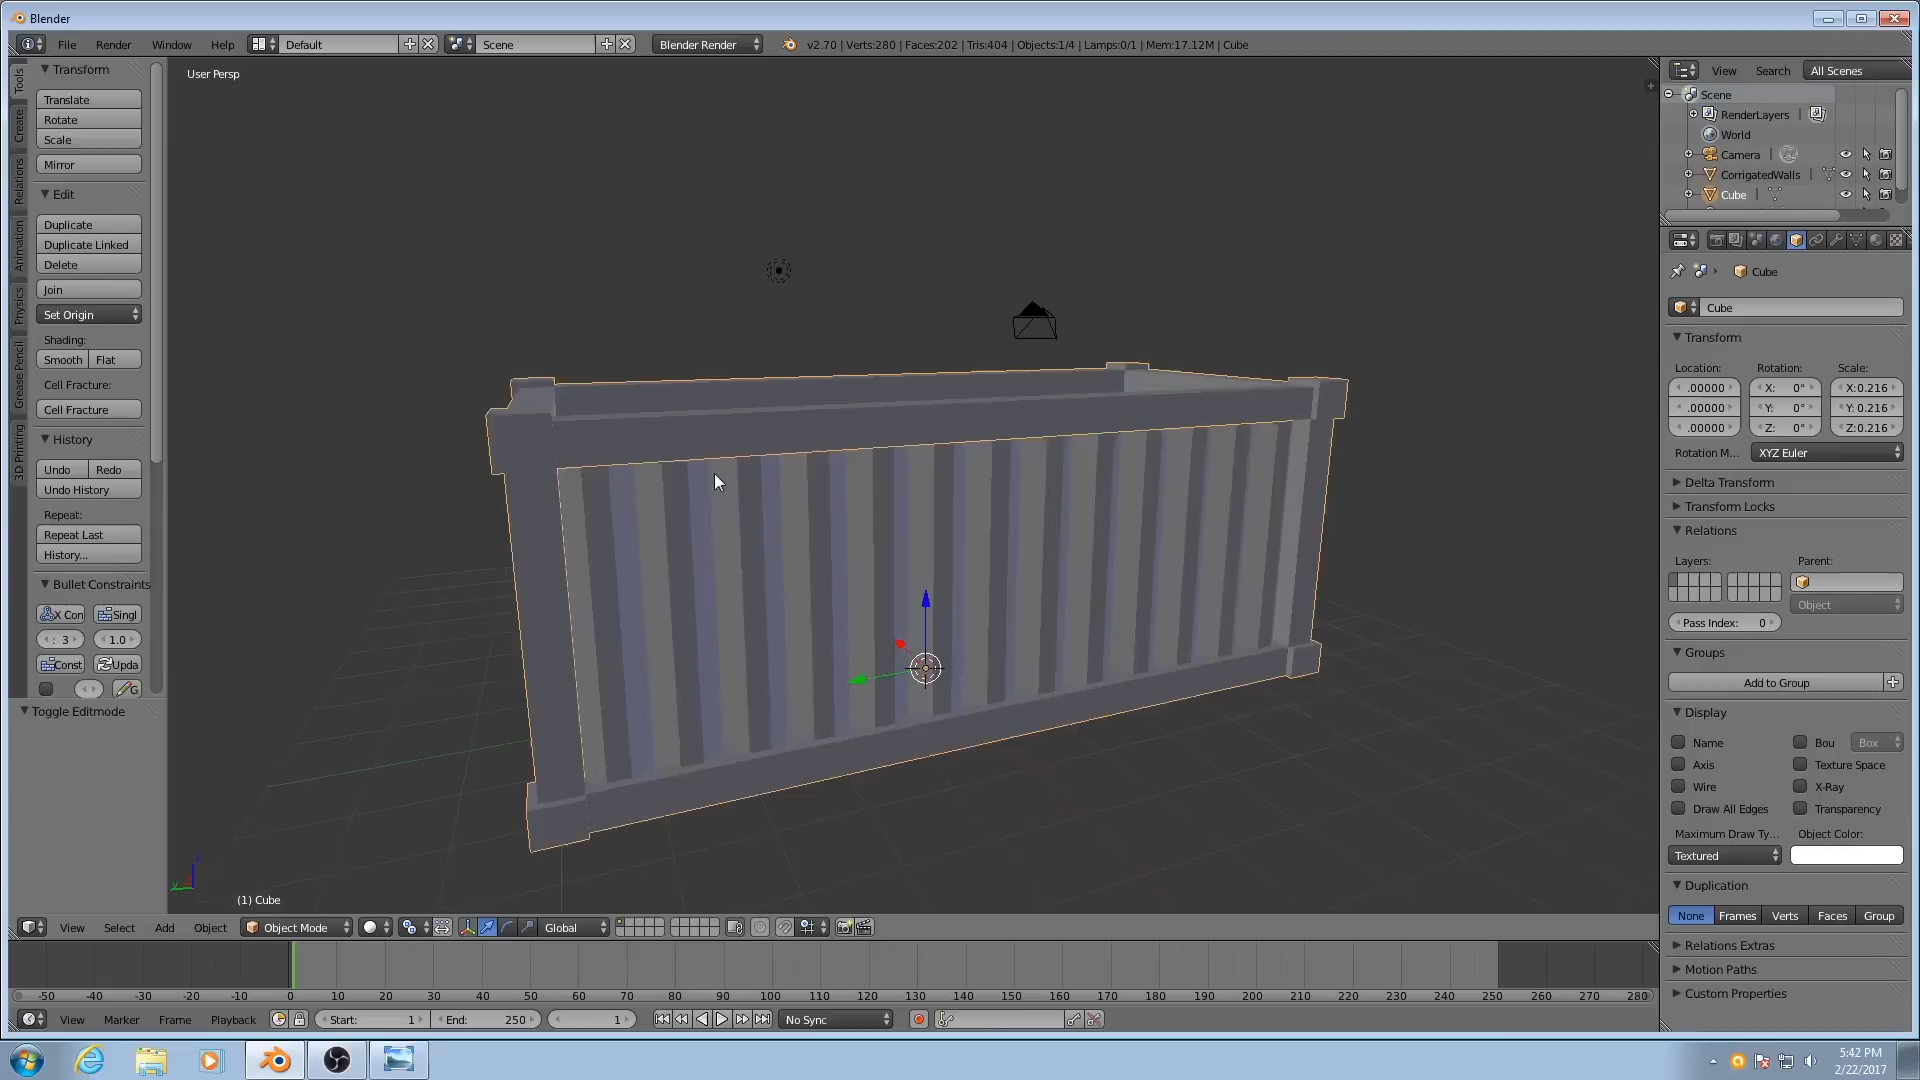 Blender
File Render Window Help Default Scene Blender Render v2.70 | Verts:280 | Faces:202 | Tris:404 | Objects:1/4 | Lamps:0/1 | Mem:17.12M | Cube
User Persp
Tools
Create
Relations
Animation
Physics
Grease Pencil
3D Printing
Transform
Translate
Rotate
Scale
Mirror
Edit
Duplicate
Duplicate Linked
Delete
Join
Set Origin
Shading:
Smooth Flat
Cell Fracture:
Cell Fracture
History
Undo Redo
Undo History
Repeat:
Repeat Last
History...
Bullet Constraints
X Con Singl
: 3 1.0
Const Upda
G
Toggle Editmode
(1) Cube
View Search All Scenes
Scene
RenderLayers
World
Camera
CorrigatedWalls
Cube
Cube
Cube
Transform
Location: Rotation: Scale:
.00000 X: 0° X:0.216
.00000 Y: 0° Y: 0.216
.00000 Z: 0° Z:0.216
Rotation M... XYZ Euler
Delta Transform
Transform Locks
Relations
Layers: Parent:
Object
Pass Index: 0
Groups
Add to Group
Display
Name Bou Box
Axis Texture Space
Wire X-Ray
Draw All Edges Transparency
Maximum Draw Ty... Object Color:
Textured
Duplication
None Frames Verts Faces Group
Relations Extras
Motion Paths
Custom Properties
View Select Add Object Object Mode Global
-50 -40 -30 -20 -10 0 10 20 30 40 50 60 70 80 90 100 110 120 130 140 150 160 170 180 190 200 210 220 230 240 250 260 270 280
View Marker Frame Playback Start: 1 End: 250 1 No Sync
5:42 PM
2/22/2017